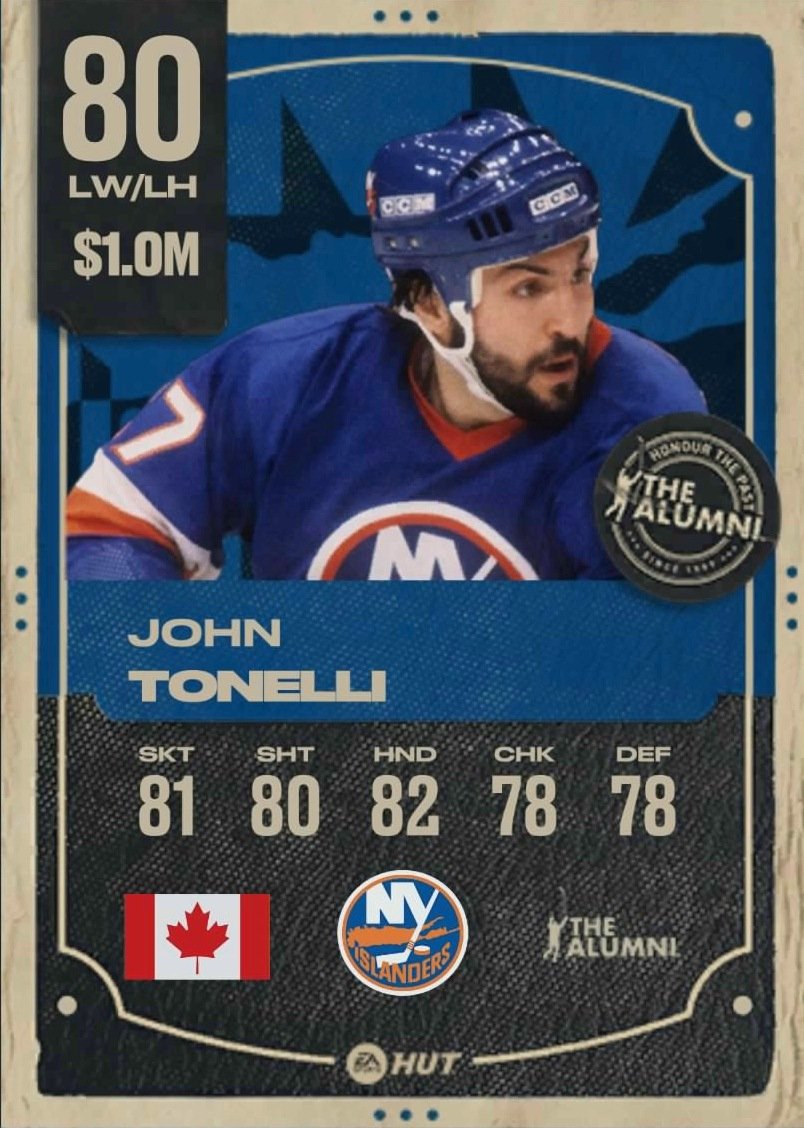 80
LW/LH
$1.0M
CCM
CCM
7
HONOUR THE PAST
THE
ALUMNI
JOHN
TONELLI
SKT SHT HND CHK DEF
81 80 82 78 78
NY
ISLANDERS
THE
ALUMNI
EA
HUT